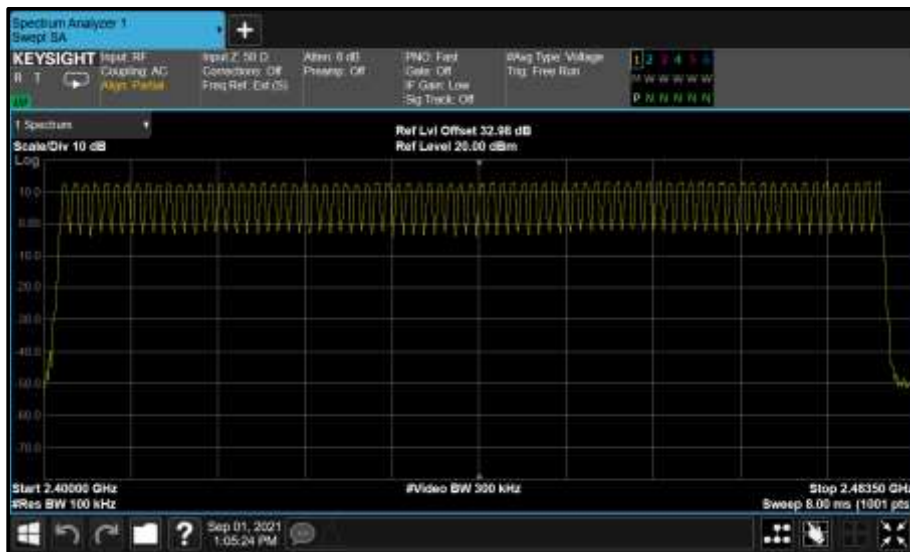 Spectrum Analyzer 1
Swept SA
KEYSIGHT
R T
Input: RF
Coupling: AC
Align: Partial
Input Z: 50 Ω
Corrections: Off
Freq Ref: Ext (S)
Atten: 6 dB
Preamp: Off
PNO: Fast
Gate: Off
IF Gain: Low
Sig Track: Off
#Avg Type: Voltage
Trig: Free Run
1 2 3 4 5 6
M W W W W W
P N N N N N
1 Spectrum
Scale/Div 10 dB
Ref Lvl Offset 32.98 dB
Ref Level 20.00 dBm
Log
10.0
0.00
-10.0
-20.0
-30.0
-40.0
-50.0
-60.0
-70.0
Start 2.40000 GHz
#Res BW 100 kHz
#Video BW 300 kHz
Stop 2.48350 GHz
Sweep 8.00 ms (1001 pts)
Sep 01, 2021
1:05:24 PM